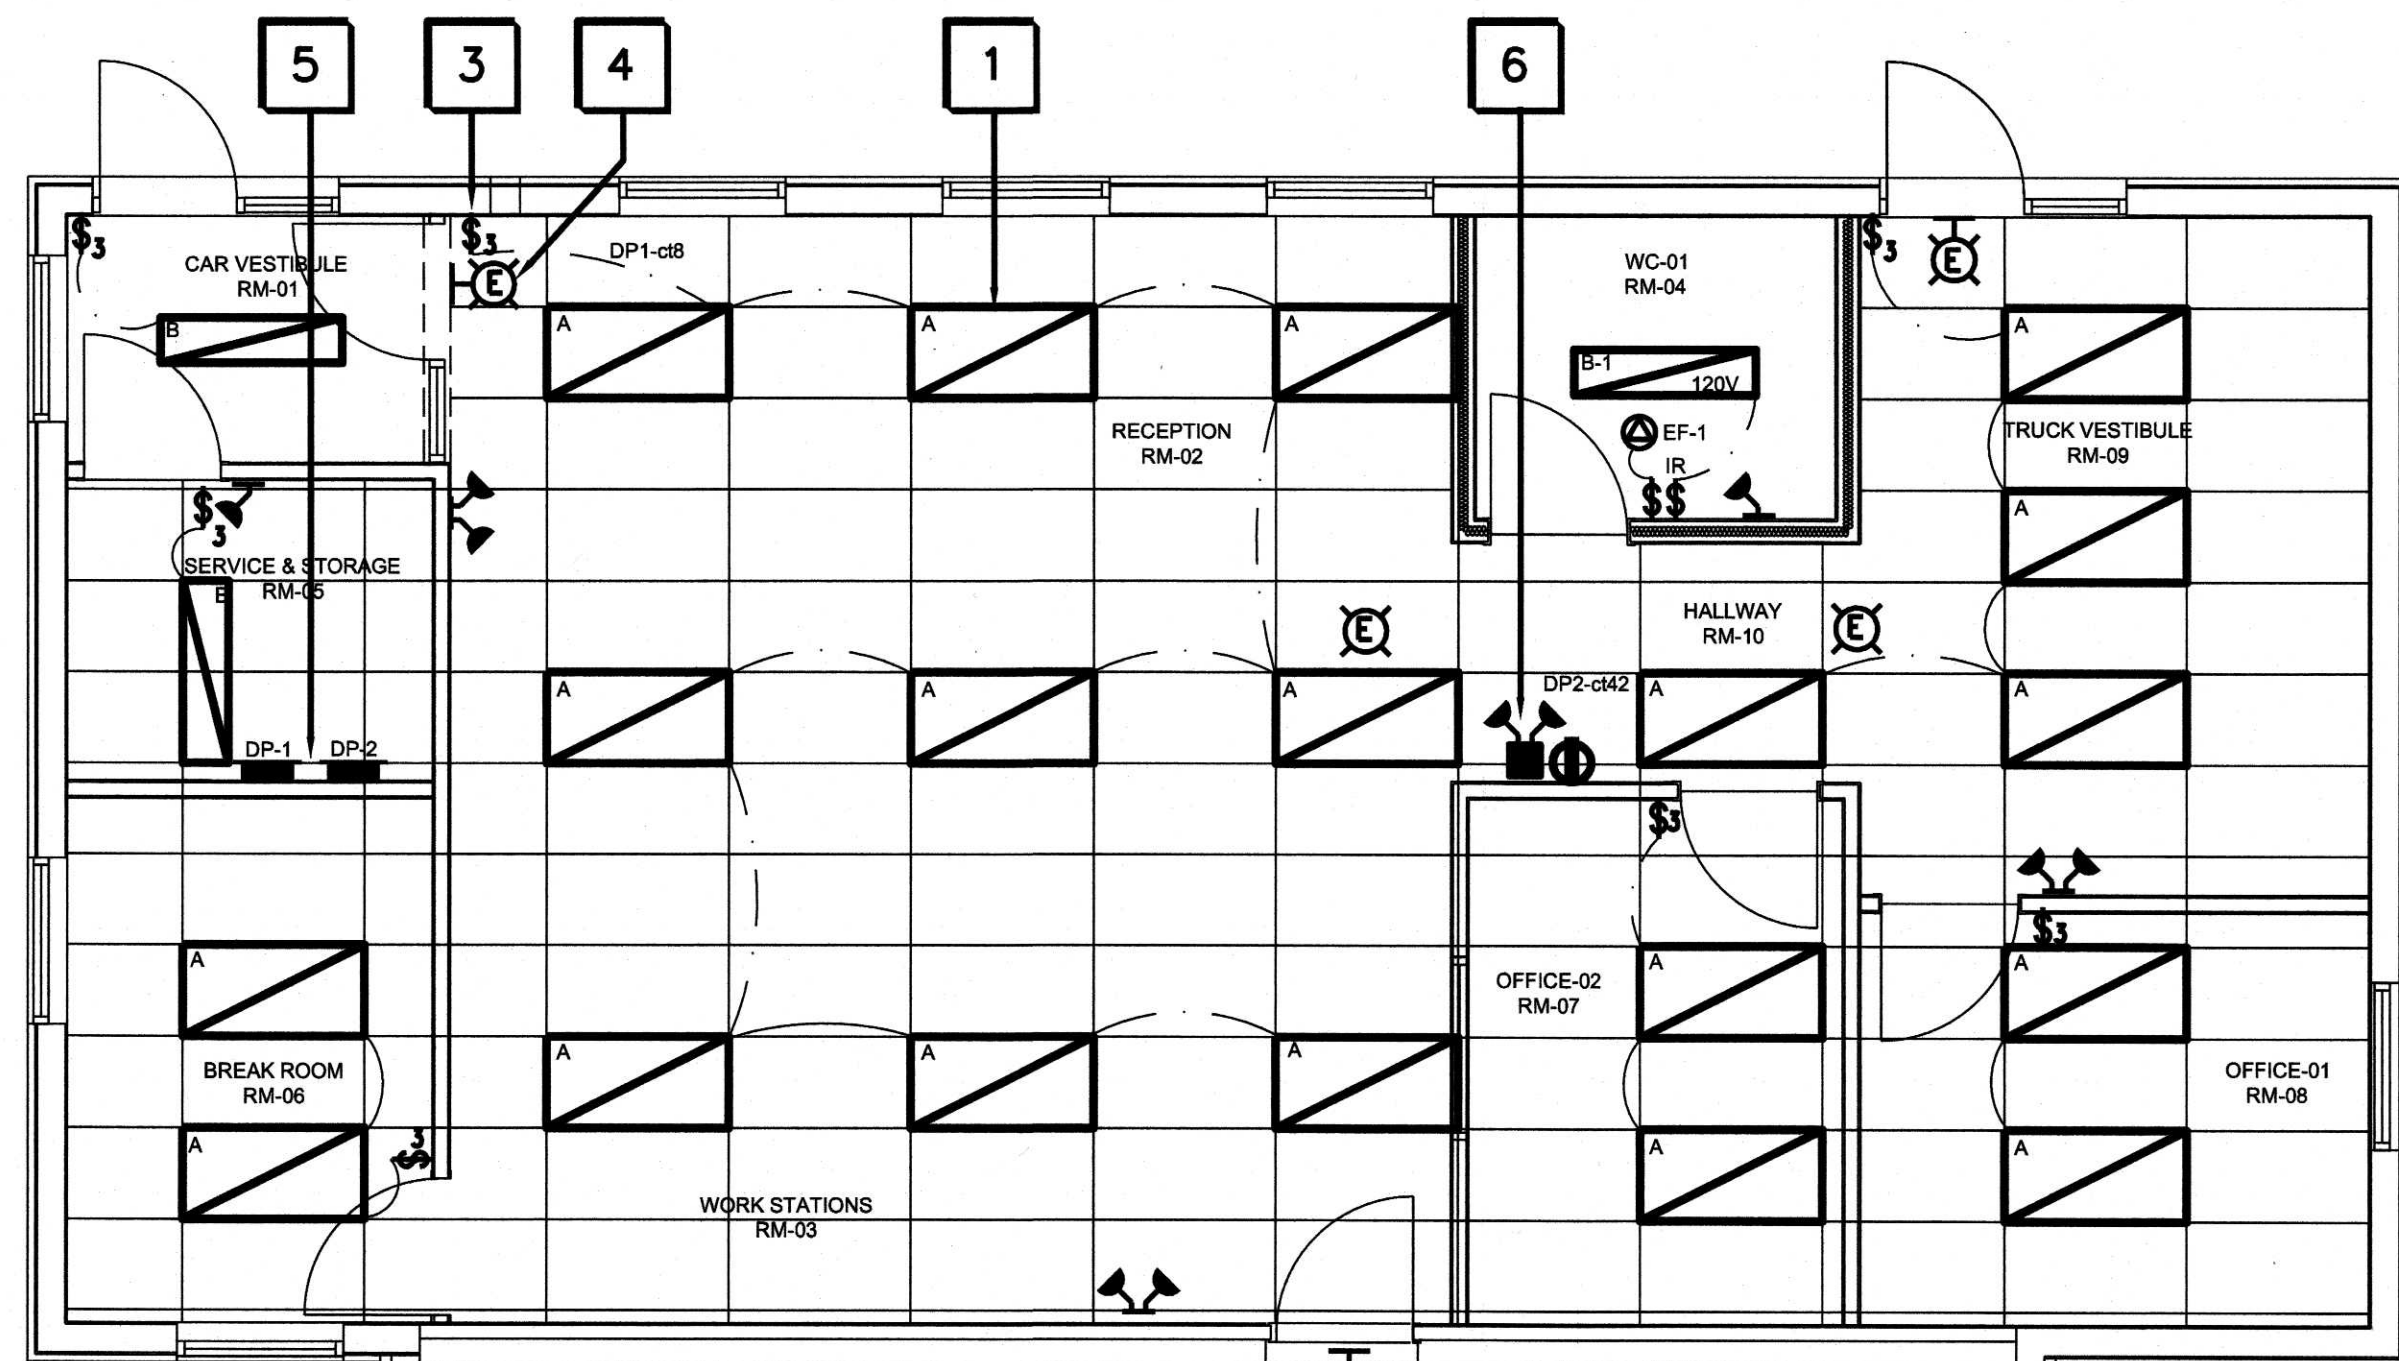 5
3
4
1
6
$3
CAR VESTIBULE
RM-01
B
$3
E
DP1-ct8
A
A
A
WC-01
RM-04
B-1
120V
EF-1
IR
$$
$3
E
A
TRUCK VESTIBULE
RM-09
A
RECEPTION
RM-02
$3
SERVICE & STORAGE
RM-05
B
DP-1
DP-2
E
HALLWAY
RM-10
E
A
A
A
DP2-ct42
A
A
$3
$3
A
BREAK ROOM
RM-06
A
$3
A
A
A
WORK STATIONS
RM-03
OFFICE-02
RM-07
A
A
A
OFFICE-01
RM-08
A